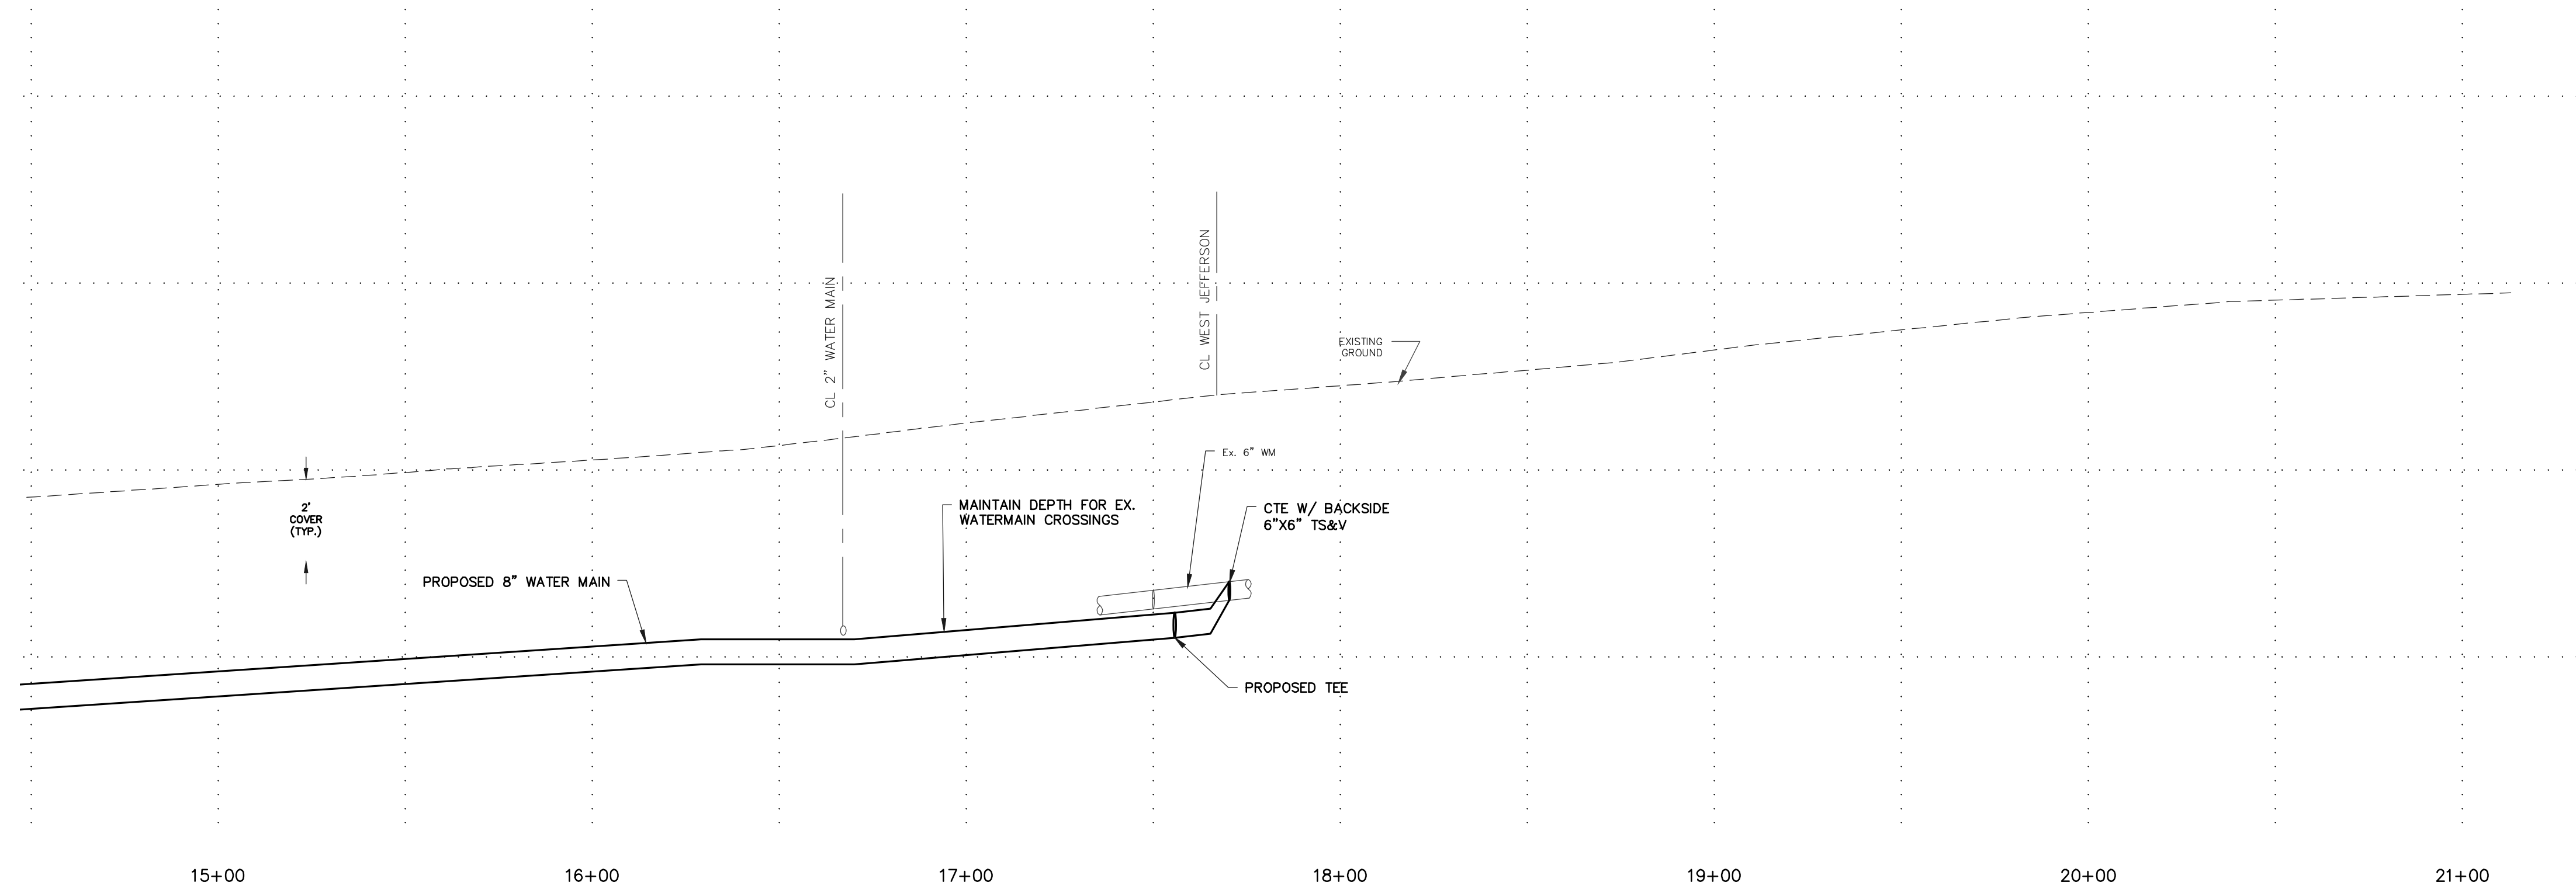 CL 2" WATER MAIN
CL WEST JEFFERSON
EXISTING
GROUND
Ex. 6" WM
2'
COVER
(TYP.)
MAINTAIN DEPTH FOR EX.
WATERMAIN CROSSINGS
CTE W/ BACKSIDE
6"X6" TS&V
PROPOSED 8" WATER MAIN
PROPOSED TEE
15+00 16+00 17+00 18+00 19+00 20+00 21+00